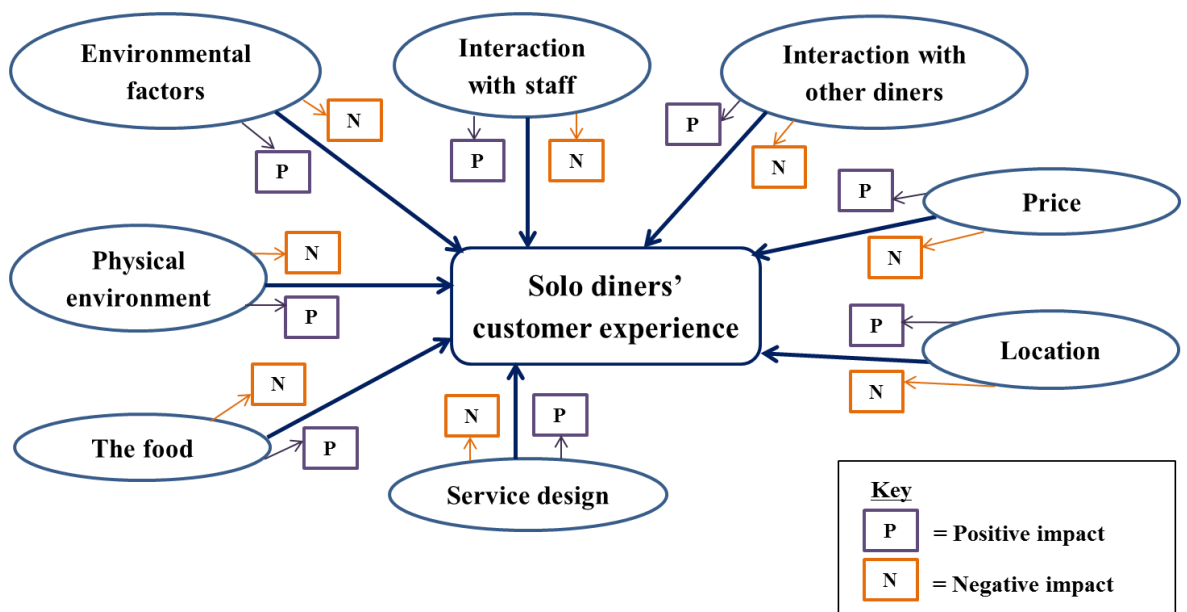 Environmental
factors
N
P
Interaction
with staff
P
N
Interaction with
other diners
P
N
Price
P
N
Physical
environment
N
P
Solo diners’
customer experience
Location
P
N
The food
N
P
Service design
N
P
Key
P = Positive impact
N = Negative impact